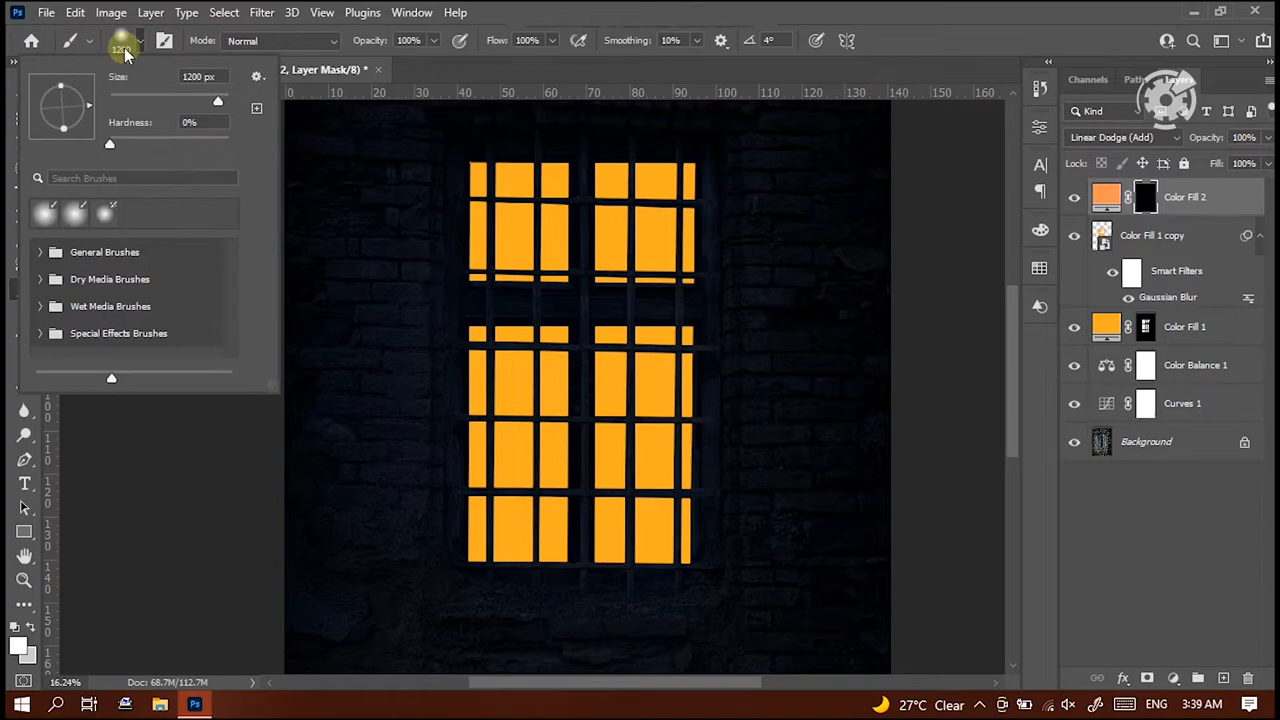 Ps File Edit Image Layer Type Select Filter 3D View Plugins Window Help
1200 Mode: Normal Opacity: 100% Flow: 100% Smoothing: 10% 4°
2, Layer Mask/8) * ×
Size: 1200 px
Hardness: 0%
Search Brushes
General Brushes
Dry Media Brushes
Wet Media Brushes
Special Effects Brushes
0 10 20 30 40 50 60 70 80 90 100 110 120 130 140 150 160
Channels Paths Layers
Kind
Linear Dodge (Add) Opacity: 100%
Lock: Fill: 100%
Color Fill 2
Color Fill 1 copy
Smart Filters
Gaussian Blur
Color Fill 1
Color Balance 1
Curves 1
Background
16.24% Doc: 68.7M/112.7M
27°C Clear ENG 3:39 AM